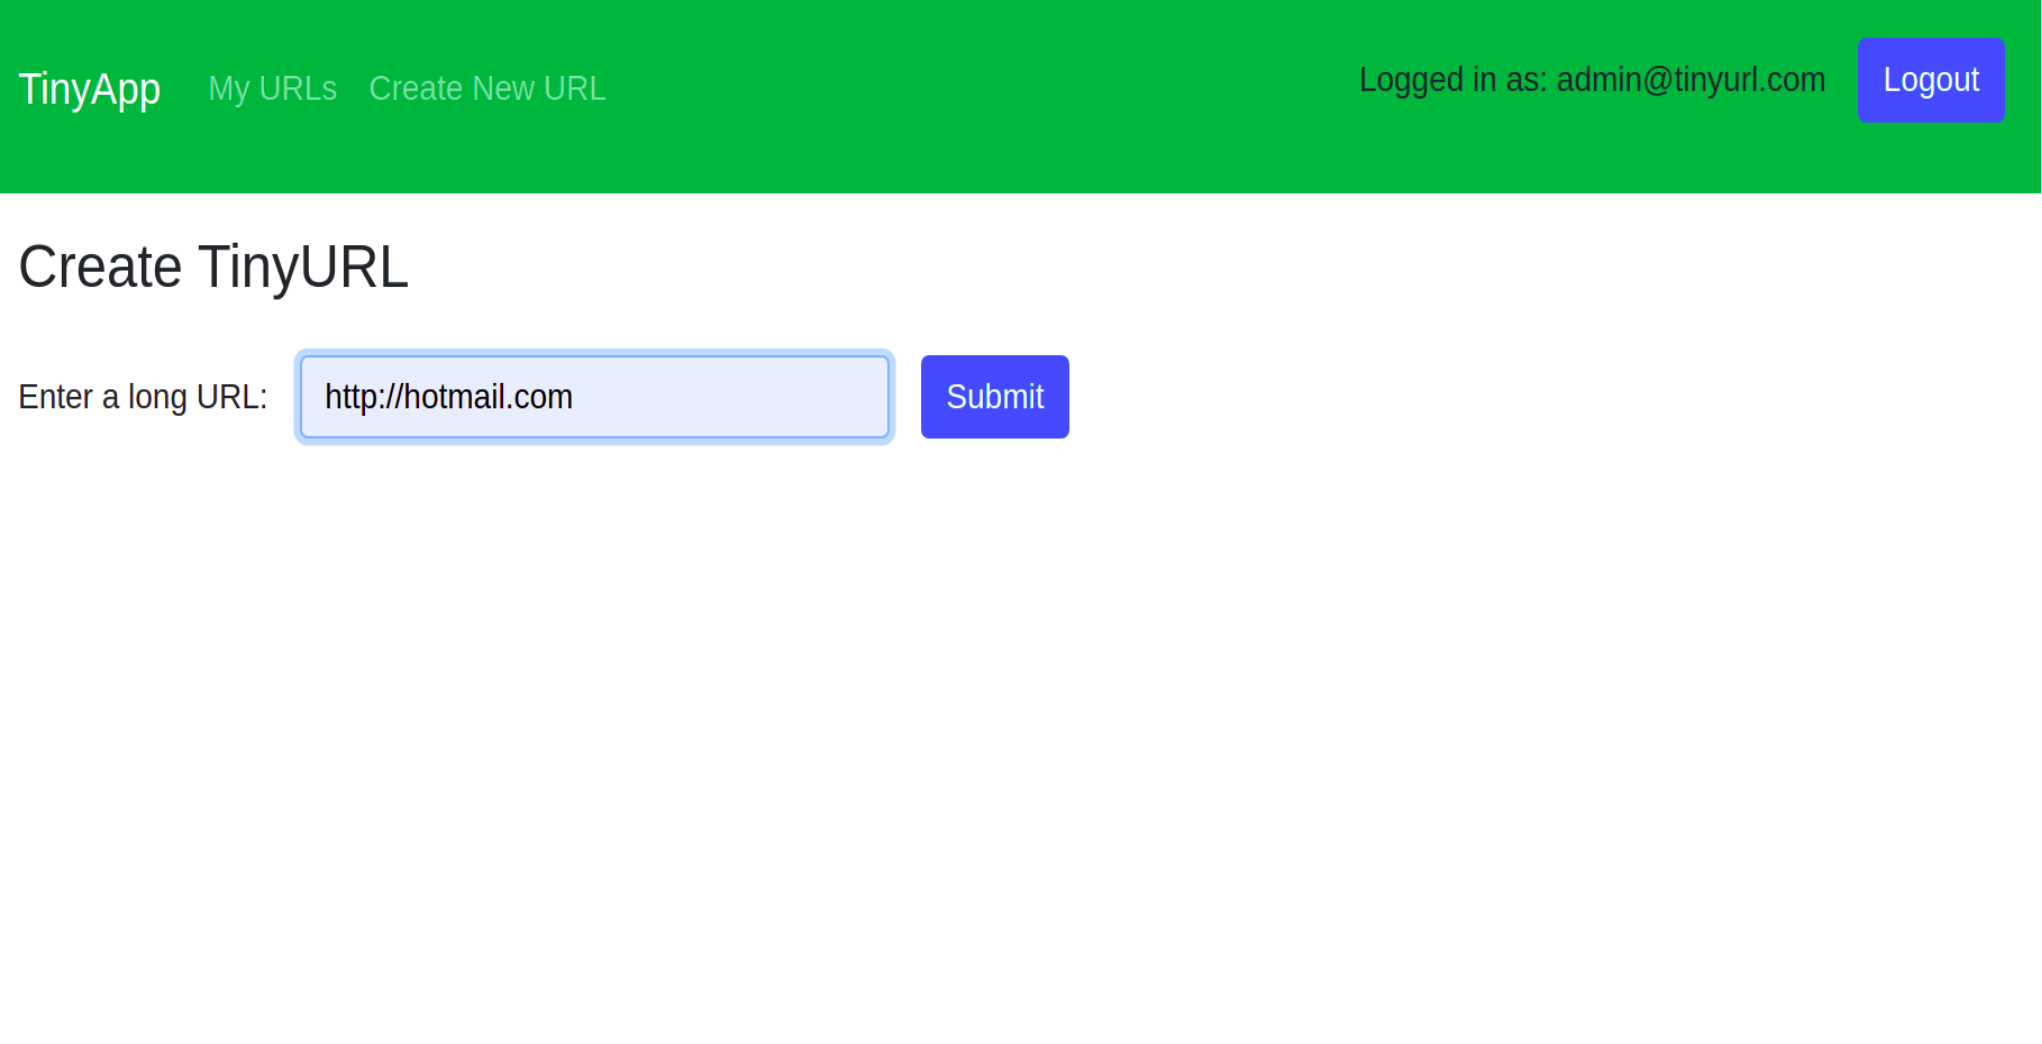 TinyApp My URLs Create New URL Logged in as: admin@tinyurl.com Logout
Create TinyURL
Enter a long URL: http://hotmail.com Submit